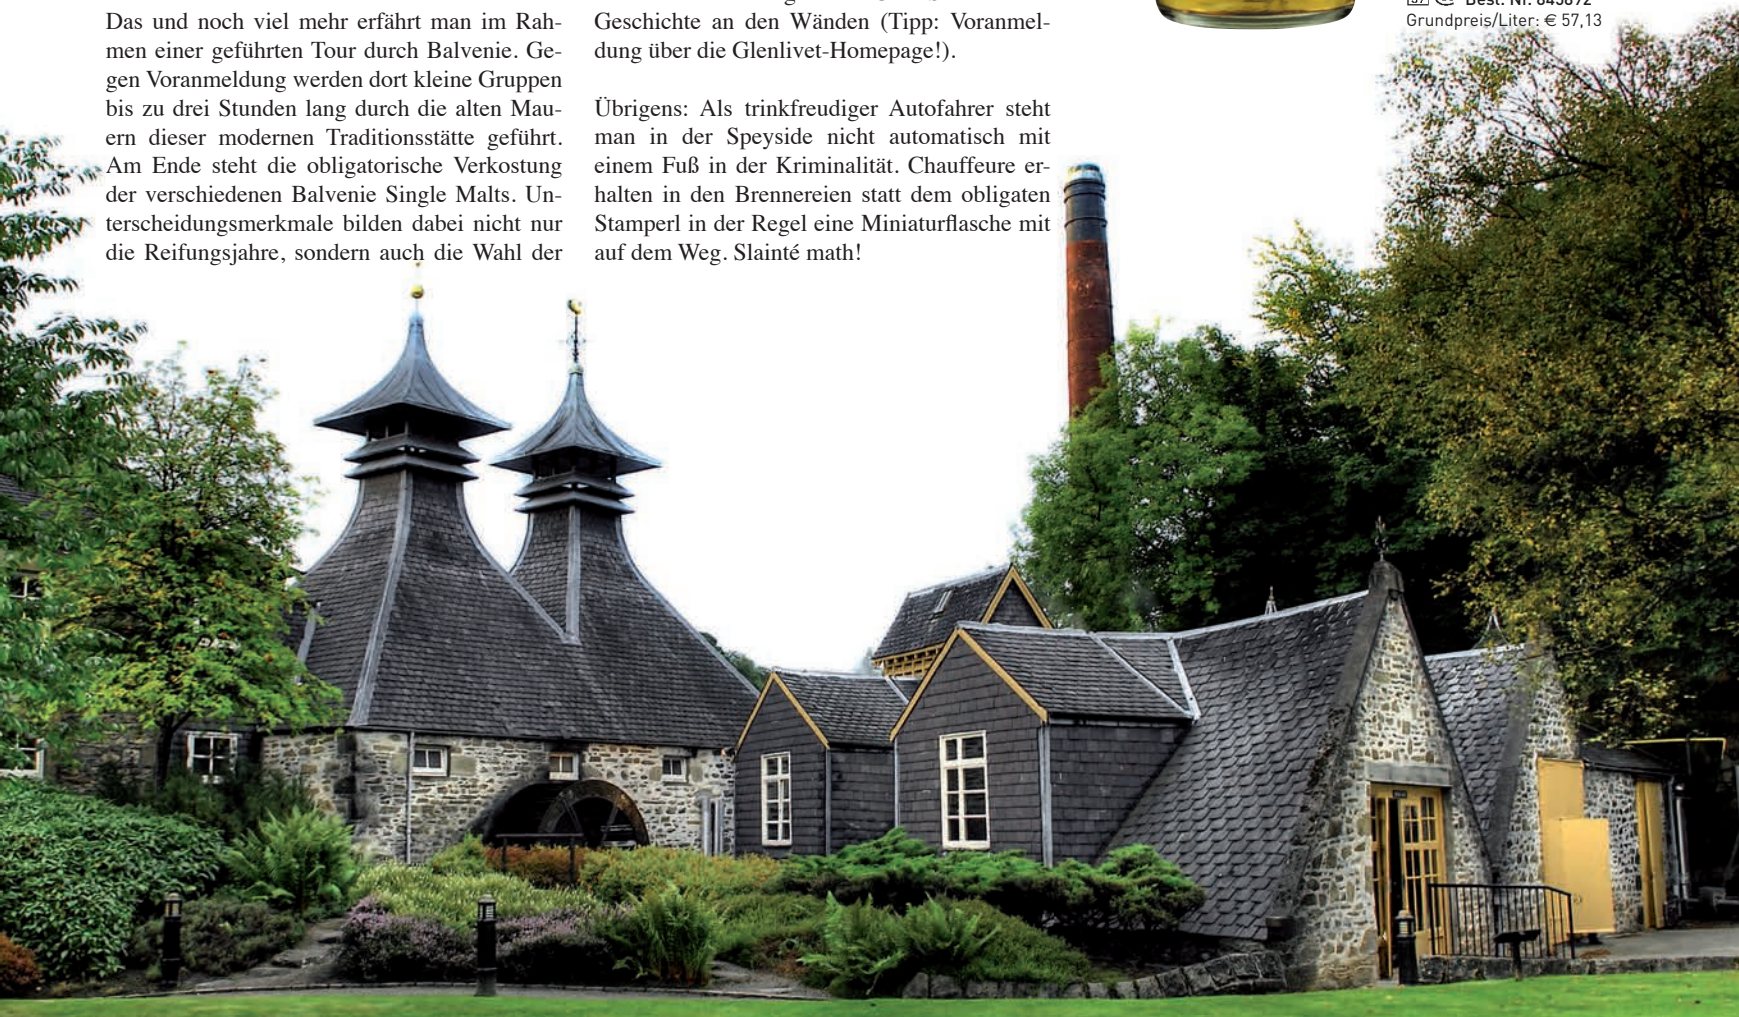 Das und noch viel mehr erfährt man im Rah-
men einer geführten Tour durch Balvenie. Ge-
gen Voranmeldung werden dort kleine Gruppen
bis zu drei Stunden lang durch die alten Mau-
ern dieser modernen Traditionsstätte geführt.
Am Ende steht die obligatorische Verkostung
der verschiedenen Balvenie Single Malts. Un-
terscheidungsmerkmale bilden dabei nicht nur
die Reifungsjahre, sondern auch die Wahl der
Geschichte an den Wänden (Tipp: Voranmel-
dung über die Glenlivet-Homepage!).
Übrigens: Als trinkfreudiger Autofahrer steht
man in der Speyside nicht automatisch mit
einem Fuß in der Kriminalität. Chauffeure er-
halten in den Brennereien statt dem obligaten
Stamperl in der Regel eine Miniaturflasche mit
auf dem Weg. Slainté math!
Best. Nr.
Grundpreis/Liter: € 57,13